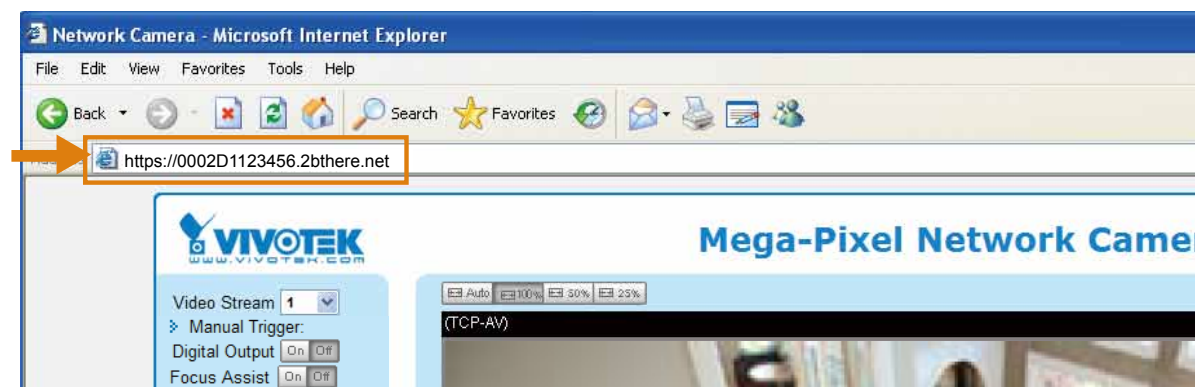 Network Camera - Microsoft Internet Explorer
File Edit View Favorites Tools Help
Back Search Favorites
https://0002D1123456.2bthere.net
VIVOTEK
www.vivotek.com
Mega-Pixel Network
Video Stream 1
Manual Trigger:
Digital Output On Off
Focus Assist On Off
Auto 100% 50% 25%
(TCP-AV)